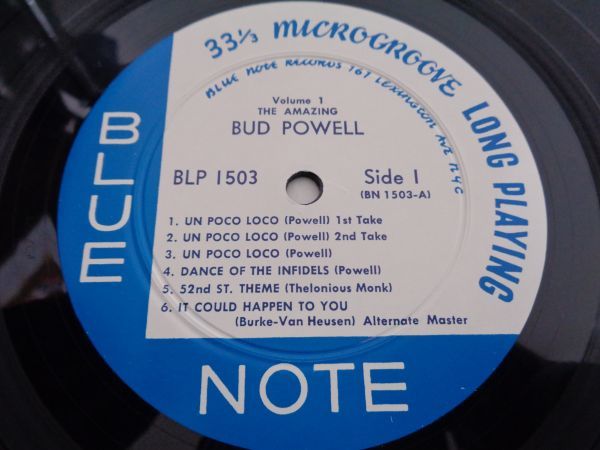 33⅓ MICROGROOVE LONG PLAYING
BLUE NOTE RECORDS 767 LEXINGTON AVE NYC
Volume 1
THE AMAZING
BUD POWELL
BLP 1503 Side 1
(BN 1503-A)
1. UN POCO LOCO (Powell) 1st Take
2. UN POCO LOCO (Powell) 2nd Take
3. UN POCO LOCO (Powell)
4. DANCE OF THE INFIDELS (Powell)
5. 52nd ST. THEME (Thelonious Monk)
6. IT COULD HAPPEN TO YOU
(Burke-Van Heusen) Alternate Master
BLUE
NOTE